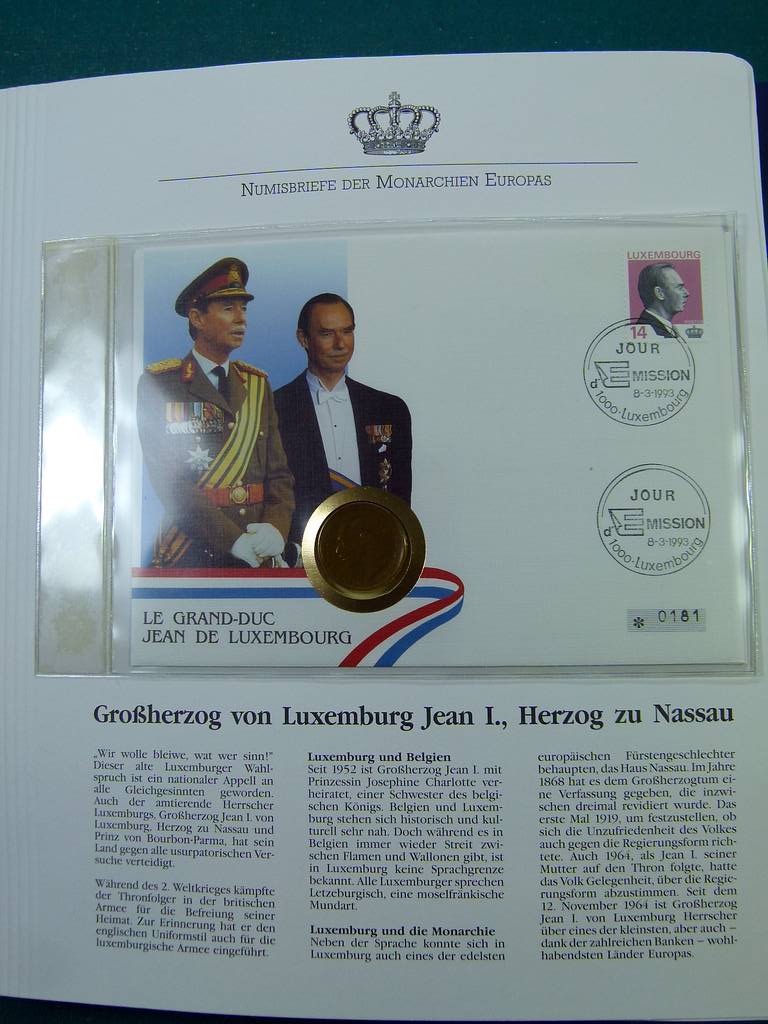 NUMISBRIEFE DER MONARCHIEN EUROPAS
LUXEMBOURG
14
JOUR
d'EMISSION
8-3-1993
1000-Luxembourg
JOUR
d'EMISSION
8-3-1993
1000-Luxembourg
* 0181
LE GRAND-DUC
JEAN DE LUXEMBOURG
Großherzog von Luxemburg Jean I., Herzog zu Nassau
„Wir wolle bleiwe, wat wer sinn!"
Dieser alte Luxemburger Wahl-
spruch ist ein nationaler Appell an
alle Gleichgesinnten geworden.
Auch der amtierende Herrscher
Luxemburgs, Großherzog Jean I. von
Luxemburg, Herzog zu Nassau und
Prinz von Bourbon-Parma, hat sein
Land gegen alle usurpatorischen Ver-
suche verteidigt.
Während des 2. Weltkrieges kämpfte
der Thronfolger in der britischen
Armee für die Befreiung seiner
Heimat. Zur Erinnerung hat er den
englischen Uniformstil auch für die
luxemburgische Armee eingeführt.
Luxemburg und Belgien
Seit 1952 ist Großherzog Jean I. mit
Prinzessin Josephine Charlotte ver-
heiratet, einer Schwester des belgi-
schen Königs. Belgien und Luxem-
burg stehen sich historisch und kul-
turell sehr nah. Doch während es in
Belgien immer wieder Streit zwi-
schen Flamen und Wallonen gibt, ist
in Luxemburg keine Sprachgrenze
bekannt. Alle Luxemburger sprechen
Letzeburgisch, eine moselfränkische
Mundart.
Luxemburg und die Monarchie
Neben der Sprache konnte sich in
Luxemburg auch eines der edelsten
europäischen Fürstengeschlechter
behaupten, das Haus Nassau. Im Jahre
1868 hat es dem Großherzogtum ei-
ne Verfassung gegeben, die inzwi-
schen dreimal revidiert wurde. Das
erste Mal 1919, um festzustellen, ob
sich die Unzufriedenheit des Volkes
auch gegen die Regierungsform rich-
tete. Auch 1964, als Jean I. seiner
Mutter auf den Thron folgte, hatte
das Volk Gelegenheit, über die Regie-
rungsform abzustimmen. Seit dem
12. November 1964 ist Großherzog
Jean I. von Luxemburg Herrscher
über eines der kleinsten, aber auch –
dank der zahlreichen Banken – wohl-
habendsten Länder Europas.